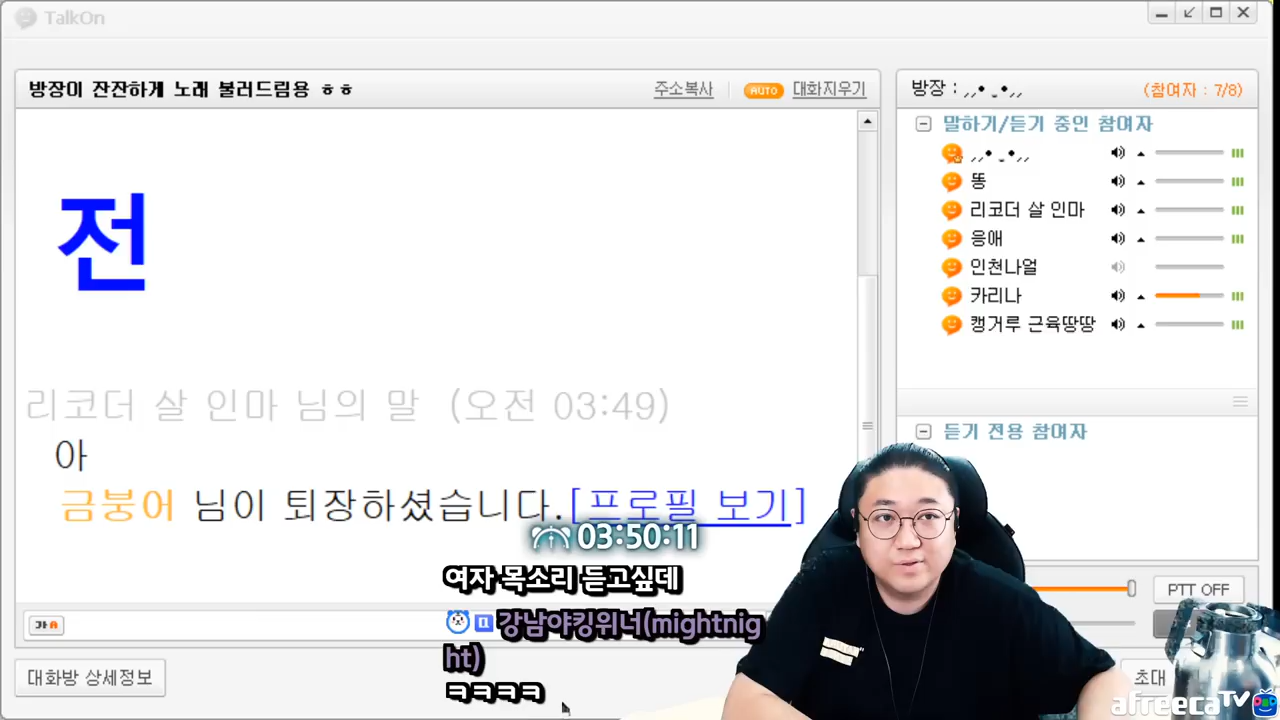 TalkOn
방장이 잔잔하게 노래 불러드림용 ㅎㅎ
주소복사
AUTO
대화지우기
전
리코더 살 인마 님의 말 (오전 03:49)
아
금붕어 님이 퇴장하셨습니다.[프로필 보기]
03:50:11
여자 목소리 듣고싶데
강남야킹위너(mightnig
ht)
ㅋㅋㅋㅋ
가A
대화방 상세정보
방장 : ,,• ̲•,,
(참여자 : 7/8)
말하기/듣기 중인 참여자
,,• ̲•,,
똥
리코더 살 인마
응애
인천나얼
카리나
캥거루 근육땅땅
듣기 전용 참여자
PTT OFF
초대
afreecaTV